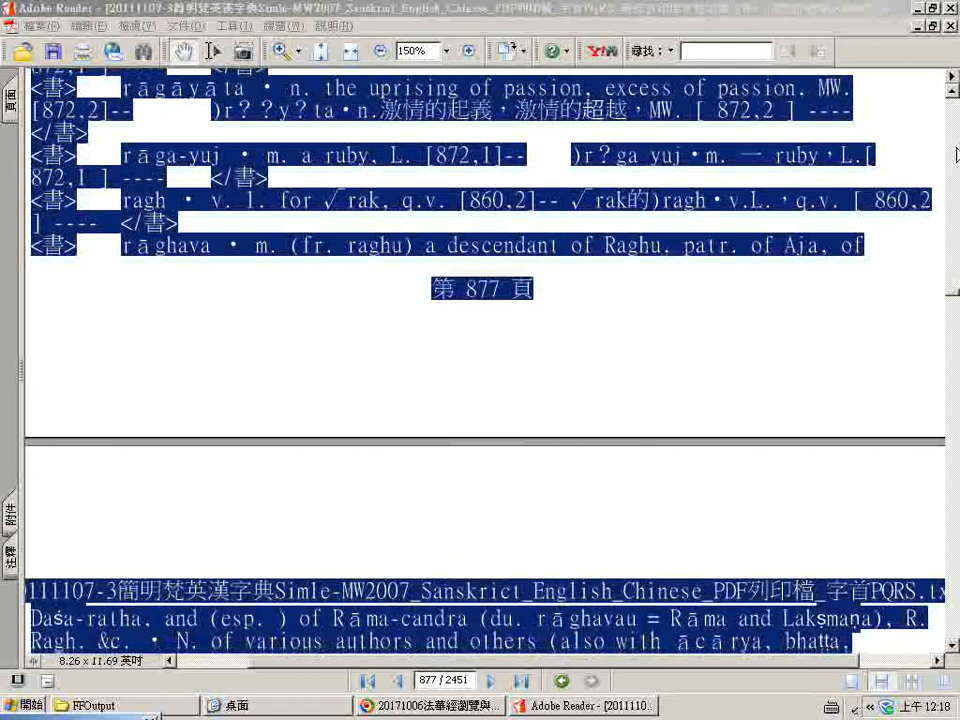 Adobe Reader - [20111107-3簡明梵英漢字典Simle-MW2007_Sanskrict_English_Chinese_PDF列印檔_字首PQRS.
檔案(F) 編輯(E) 檢視(V) 文件(D) 工具(T) 視窗(W) 說明(H)
150% Y! 尋找：
頁面
872,1 ] ---- </書>
<書> rāgāyāta • n. the uprising of passion, excess of passion, MW.
[872,2]-- )r？？y？ta•n.激情的起義，激情的超越，MW. [ 872,2 ] ----
</書>
<書> rāga-yuj • m. a ruby, L. [872,1]-- )r？ga yuj•m. 一 ruby，L.[
872,1 ] ---- </書>
<書> ragh • v. l. for √rak, q.v. [860,2]-- √rak的)ragh•v.L.，q.v. [ 860,2
] ---- </書>
<書> rāghava • m. (fr. raghu) a descendant of Raghu, patr. of Aja, of
第 877 頁
附件
注釋
111107-3簡明梵英漢字典Simle-MW2007_Sanskrict_English_Chinese_PDF列印檔_字首PQRS.tx
Daśa-ratha, and (esp. ) of Rāma-candra (du. rāghavau = Rāma and Lakṣmaṇa), R.
Ragh. &c. • N. of various authors and others (also with ācārya, bhaṭṭa,
8.26 x 11.69 英吋
877 / 2451
開始 FFOutput 桌面 20171006法華經瀏覽與... Adobe Reader - [2011110... 上午 12:18